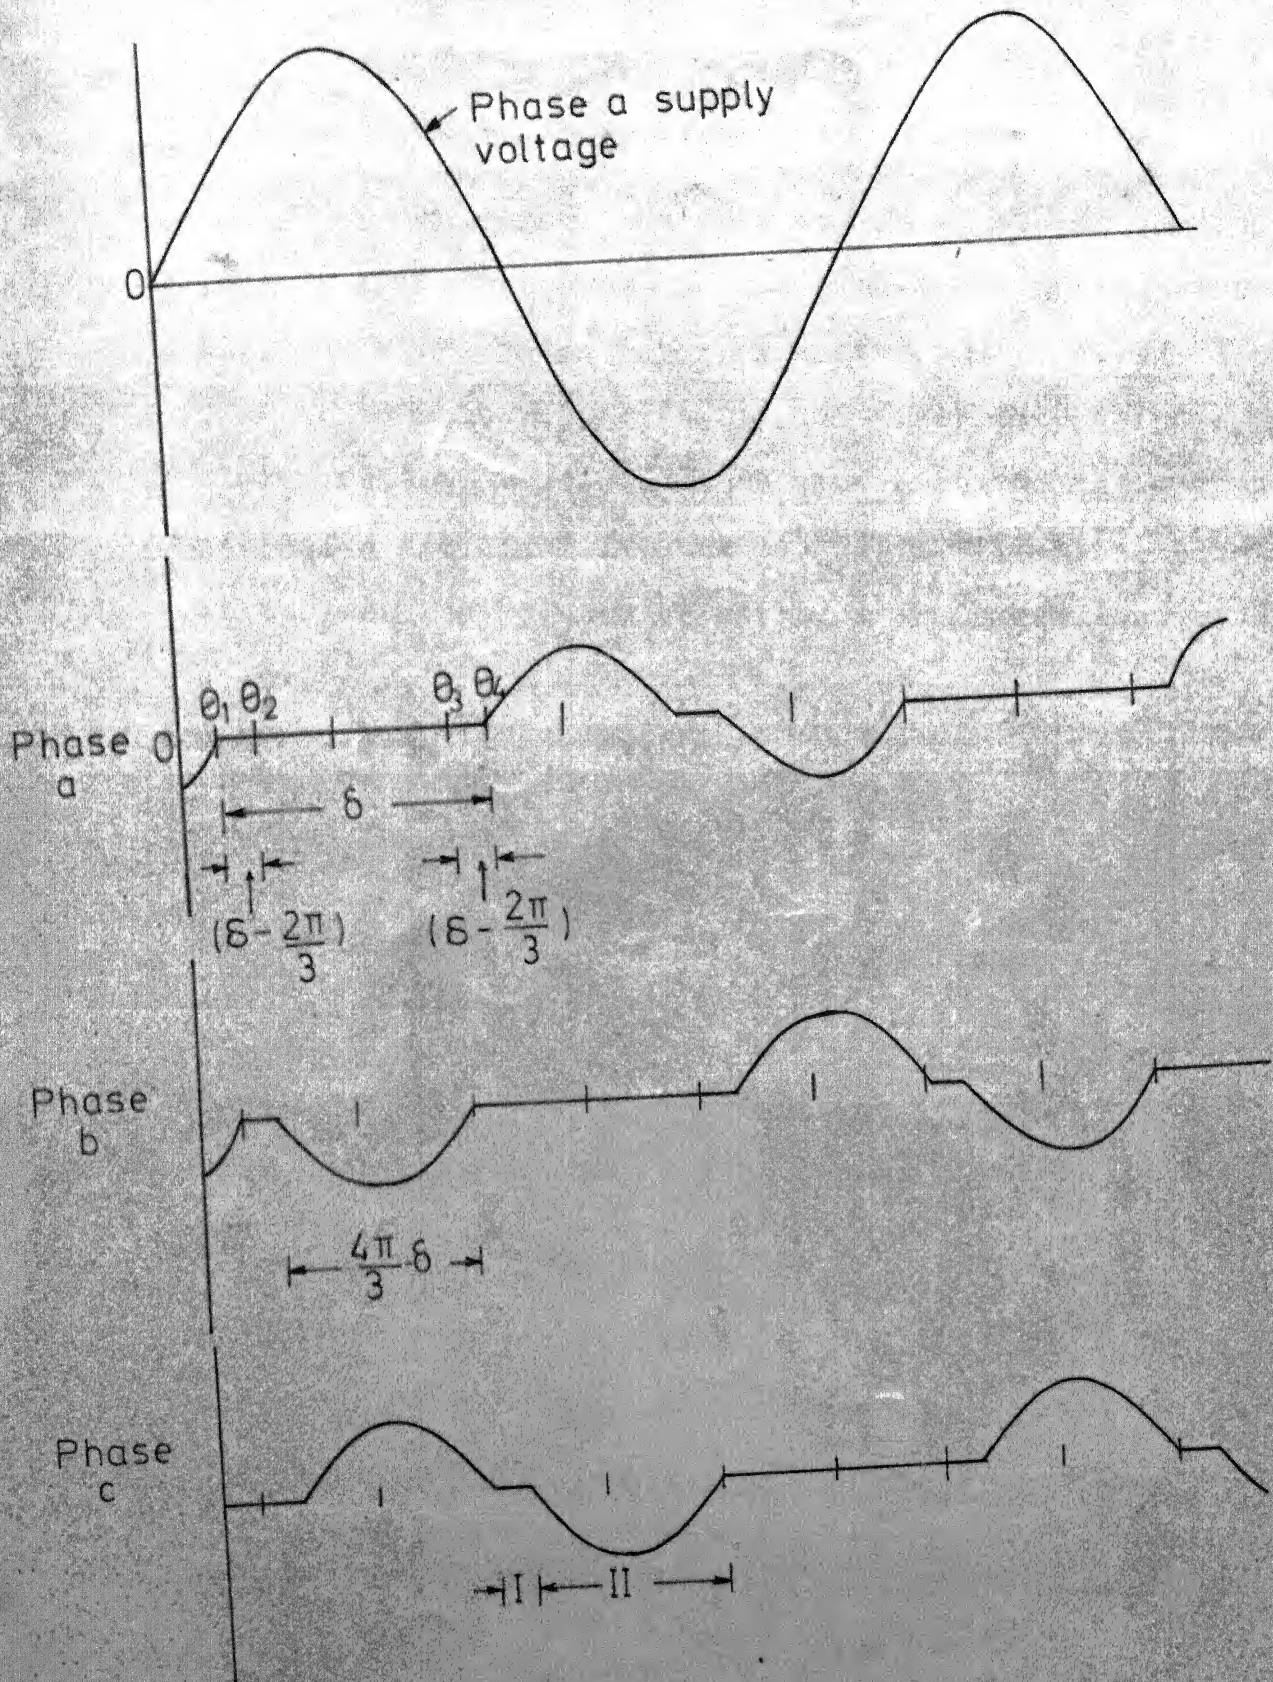 Phase a supply
voltage
0
θ₁ θ₂ θ₃ θ₄
Phase 0
a
δ
(δ - 2π/3) (δ - 2π/3)
Phase
b
4π/3 - δ
Phase
c
I II